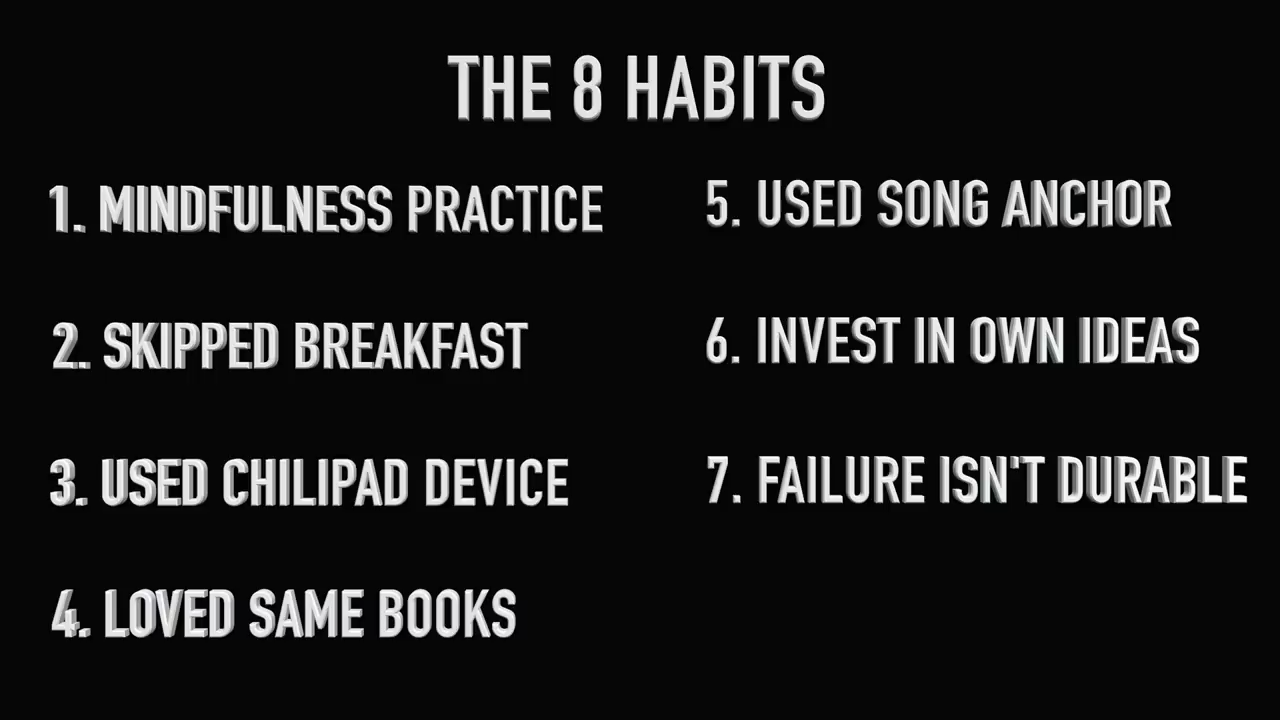 THE 8 HABITS
1. MINDFULNESS PRACTICE
2. SKIPPED BREAKFAST
3. USED CHILIPAD DEVICE
4. LOVED SAME BOOKS
5. USED SONG ANCHOR
6. INVEST IN OWN IDEAS
7. FAILURE ISN'T DURABLE